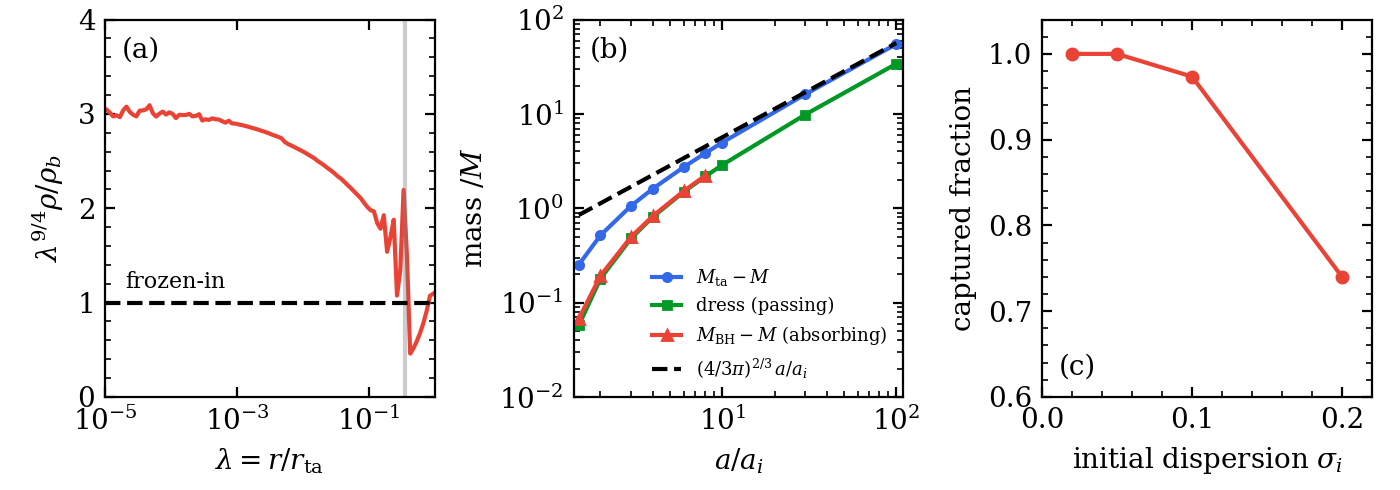 (a)
4
3
2
1
0
λ^{9/4}ρ/ρ_b
frozen-in
10^{−5}
10^{−3}
10^{−1}
λ = r/r_ta
(b)
10^2
10^1
10^0
10^{−1}
10^{−2}
mass /M
M_ta − M
dress (passing)
M_BH − M (absorbing)
(4/3π)^{2/3} a/a_i
10^1
10^2
a/a_i
(c)
1.0
0.9
0.8
0.7
0.6
captured fraction
0.0
0.1
0.2
initial dispersion σ_i